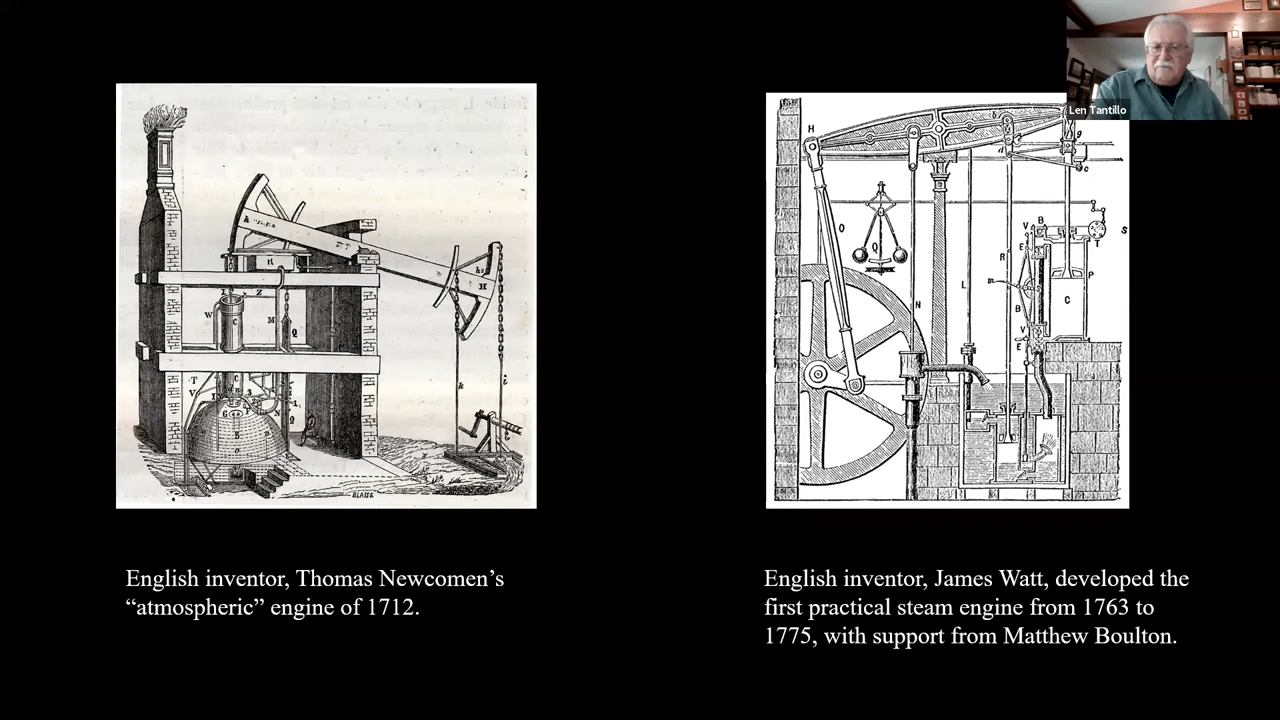 Len Tantillo
English inventor, Thomas Newcomen’s
“atmospheric” engine of 1712.
English inventor, James Watt, developed the
first practical steam engine from 1763 to
1775, with support from Matthew Boulton.
BLAISE
H
O
Q
N
L
R
V
B
E
m
B
V
E
C
P
T
S
c
g
d
W
C
Z
K
M
Q
T
V
H
k
i